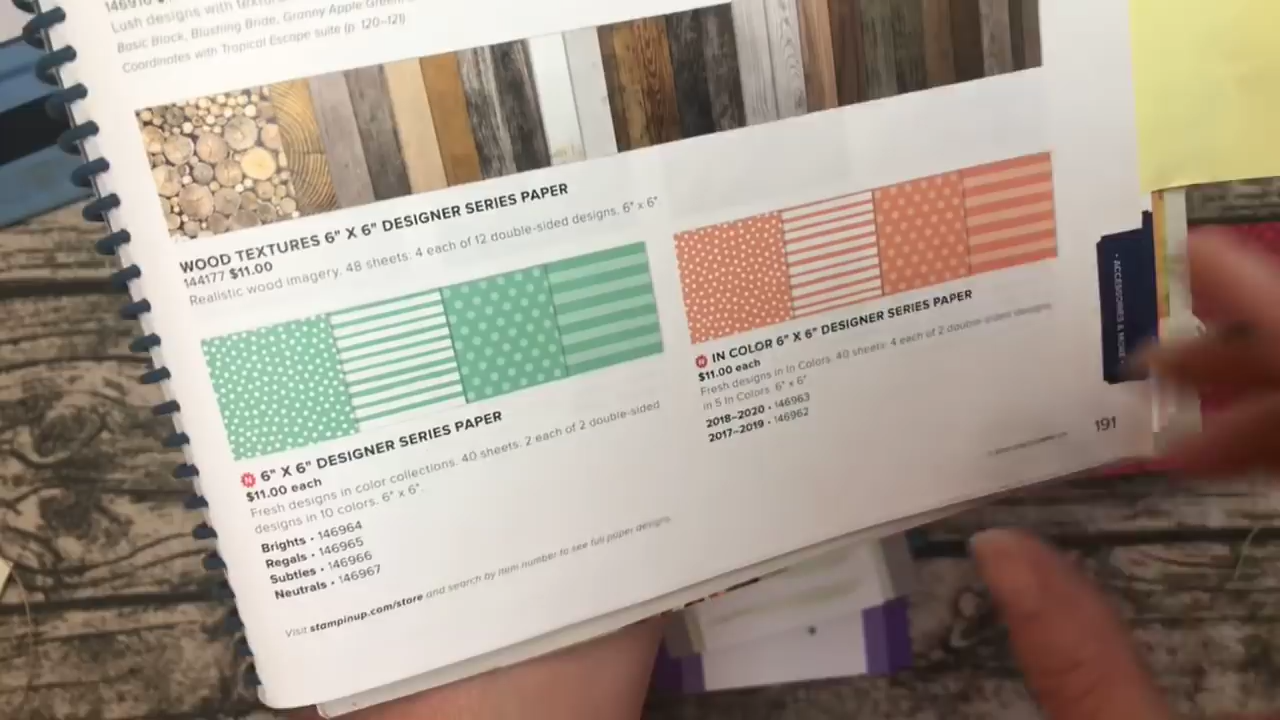 Lush designs with
Basic Black, Blushing Bride, Granny Apple Green,
Coordinates with Tropical Escape suite (p. 120–121)
WOOD TEXTURES 6" X 6" DESIGNER SERIES PAPER
144177 $11.00
Realistic wood imagery. 48 sheets: 4 each of 12 double-sided designs. 6" x 6"
N 6" X 6" DESIGNER SERIES PAPER
$11.00 each
Fresh designs in color collections. 40 sheets: 2 each of 2 double-sided
designs in 10 colors. 6" x 6".
Brights • 146964
Regals • 146965
Subtles • 146966
Neutrals • 146967
Visit stampinup.com/store and search by item number to see full paper designs.
N IN COLOR 6" X 6" DESIGNER SERIES PAPER
$11.00 each
Fresh designs in In Colors. 40 sheets: 4 each of 2 double-sided designs
in 5 In Colors. 6" x 6"
2018–2020 • 146963
2017–2019 • 146962
191
• ACCESSORIES & MORE •